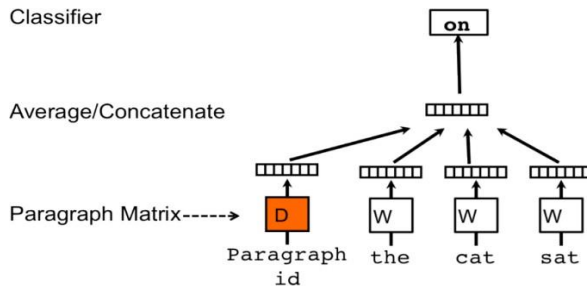 Classifier
on
Average/Concatenate
Paragraph Matrix
D
W
W
W
Paragraph
id
the
cat
sat